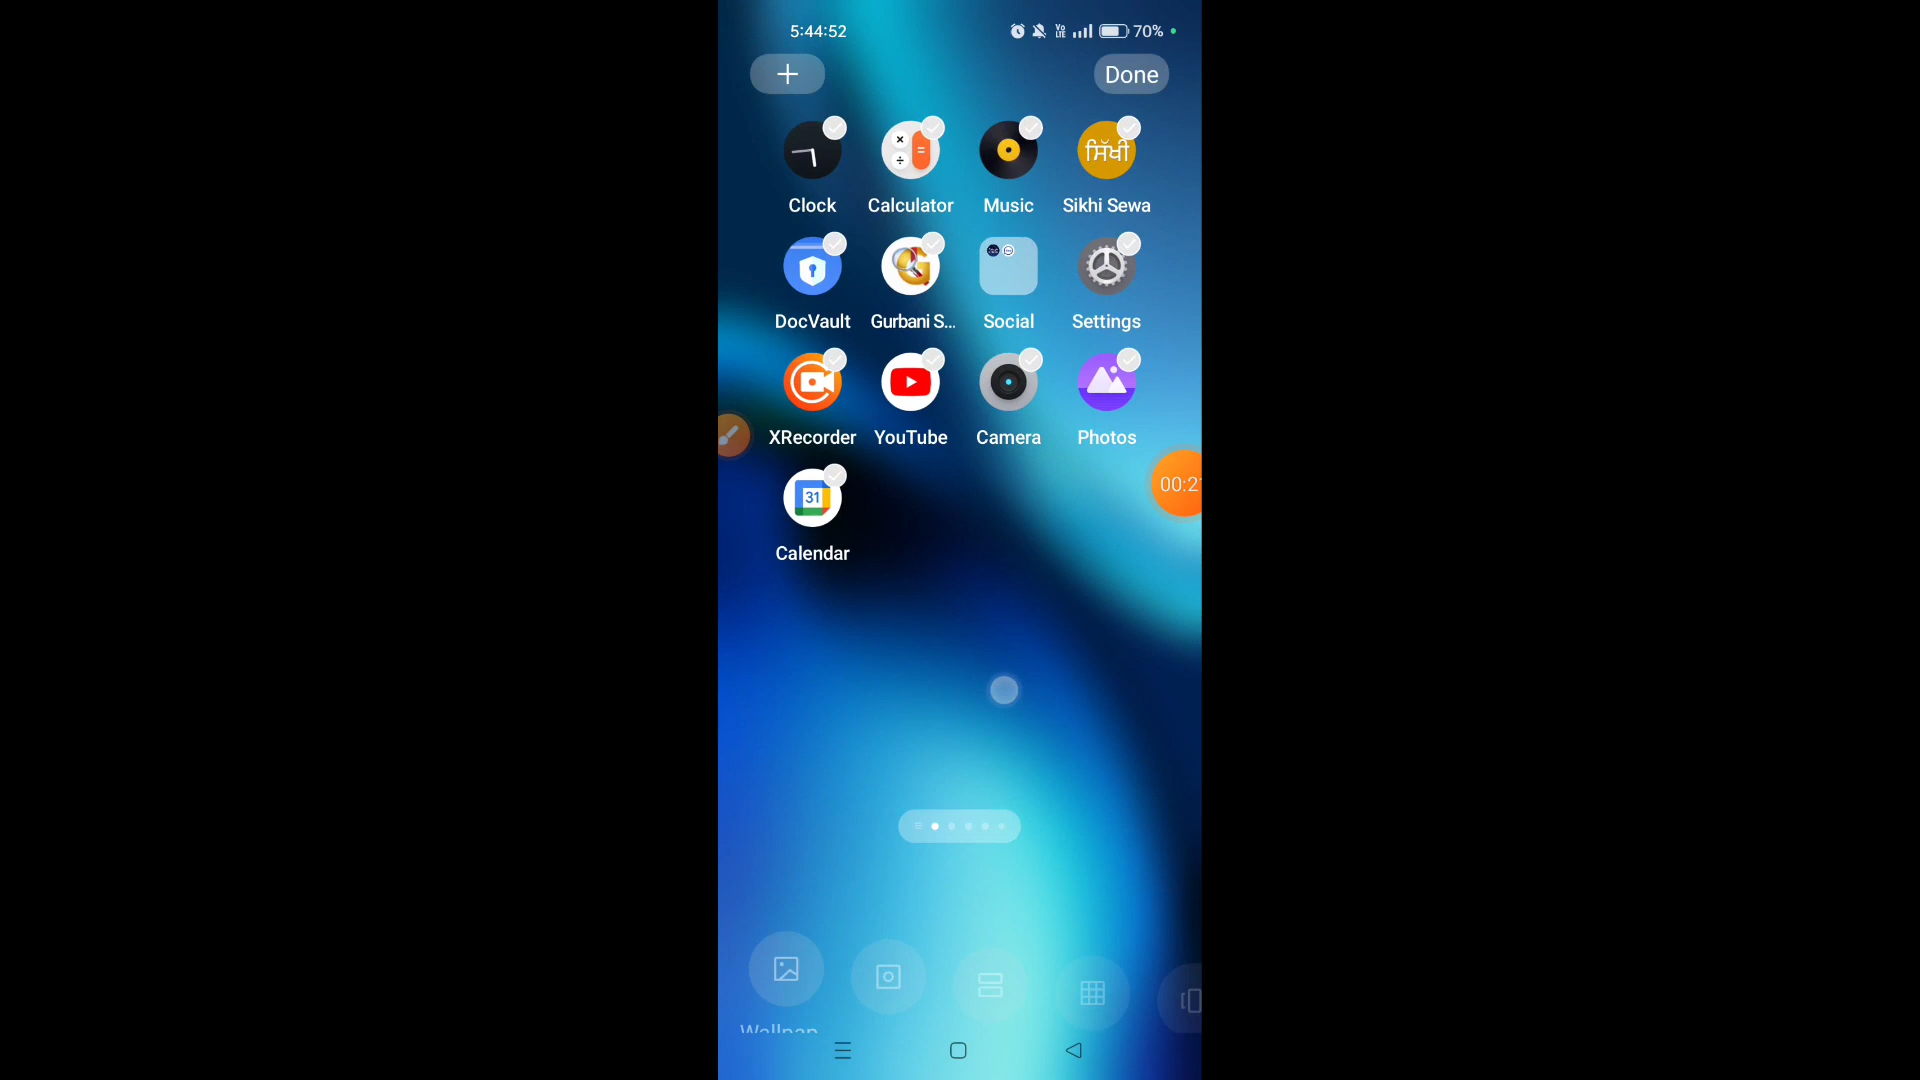 5:44:52 70%
Done
ਸਿੱਖੀ
Clock Calculator Music Sikhi Sewa
DocVault Gurbani S... Social Settings
XRecorder YouTube Camera Photos
00:2
31
Calendar